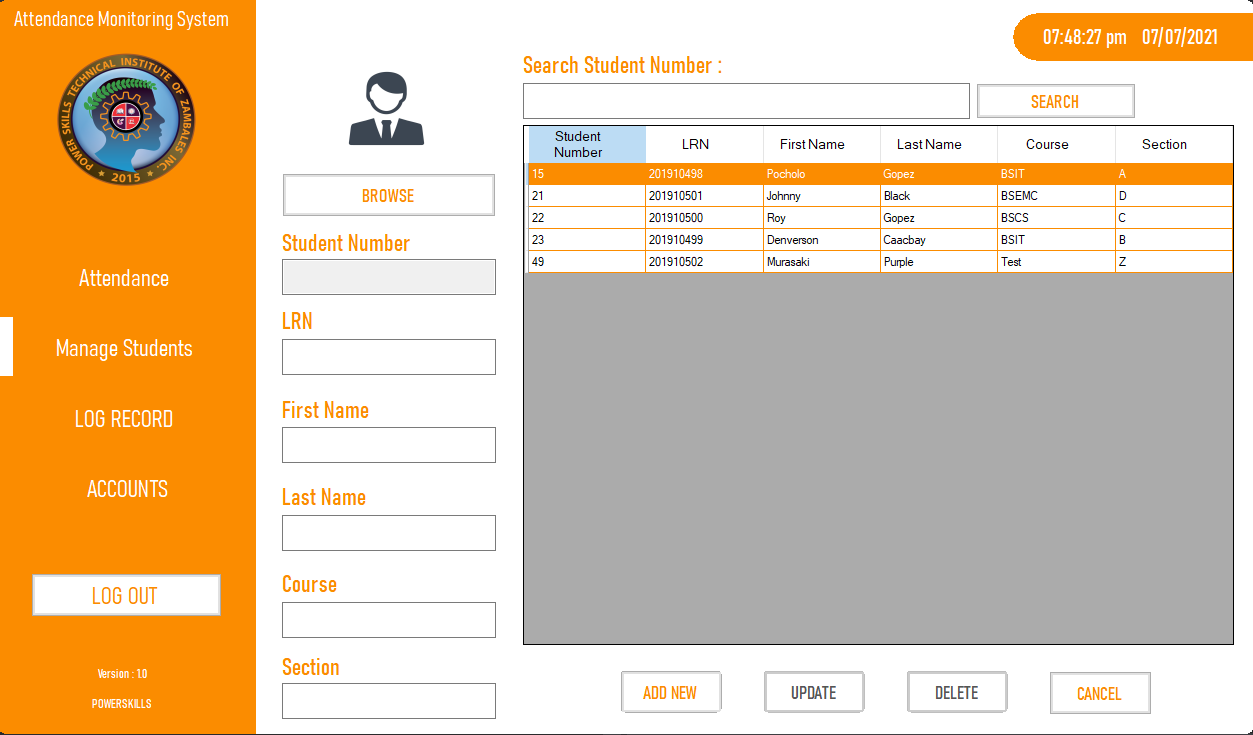 Attendance Monitoring System
POWER SKILLS TECHNICAL INSTITUTE OF ZAMBALES INC.
2015
Attendance
Manage Students
LOG RECORD
ACCOUNTS
LOG OUT
Version : 1.0
POWERSKILLS
07:48:27 pm 07/07/2021
BROWSE
Student Number
LRN
First Name
Last Name
Course
Section
Search Student Number :
SEARCH
Student Number LRN First Name Last Name Course Section
15 201910498 Pocholo Gopez BSIT A
21 201910501 Johnny Black BSEMC D
22 201910500 Roy Gopez BSCS C
23 201910499 Denverson Caacbay BSIT B
49 201910502 Murasaki Purple Test Z
ADD NEW UPDATE DELETE CANCEL